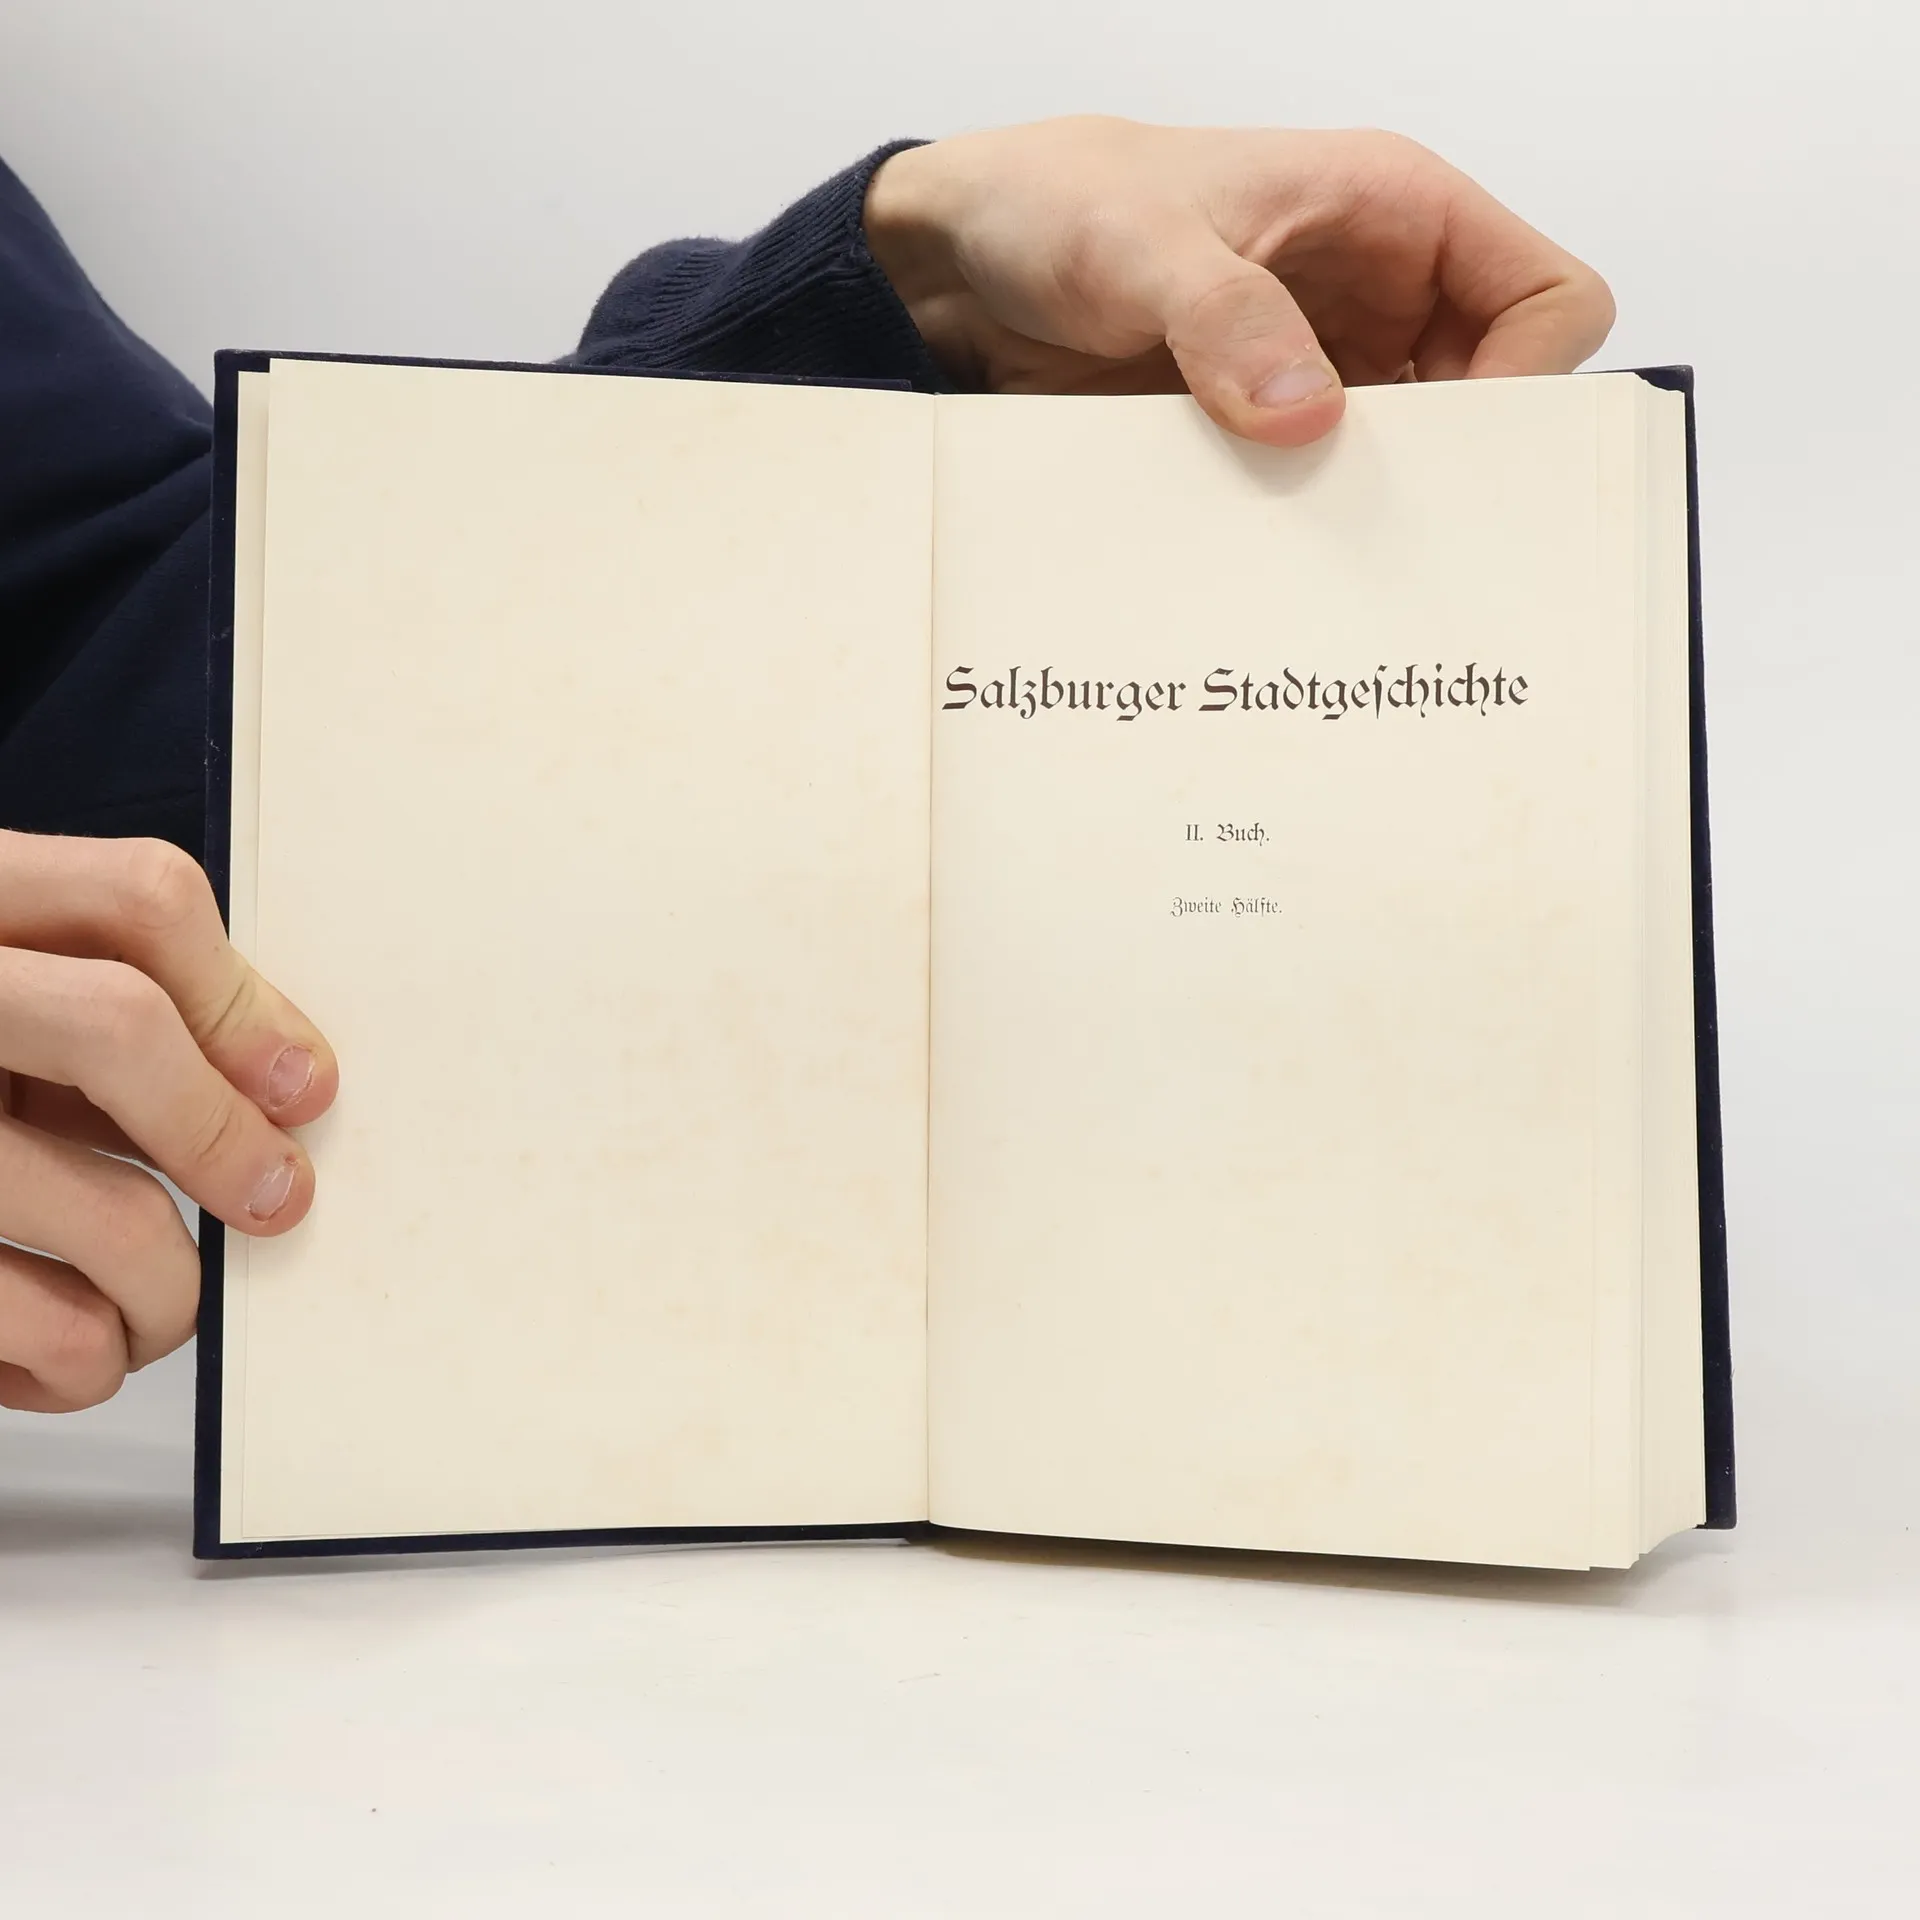 Salzburger Stadtgeſchichte
II. Buch.
Zweite Hälfte.